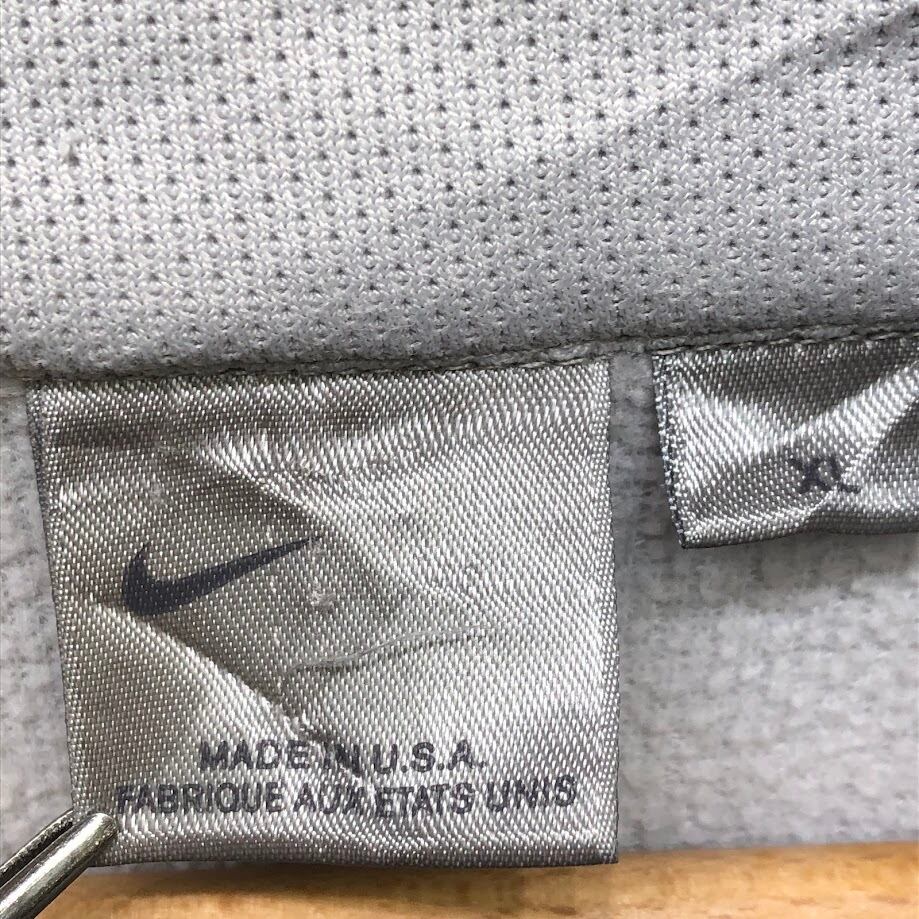 XL
MADE IN U.S.A.
FABRIQUE AUX ETATS UNIS